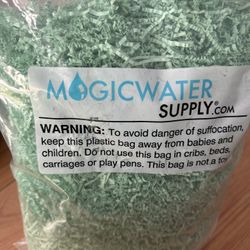 MAGICWATER
SUPPLY®.COM
WARNING: To avoid danger of suffocation,
keep this plastic bag away from babies and
children. Do not use this bag in cribs, beds,
carriages or play pens. This bag is not a toy